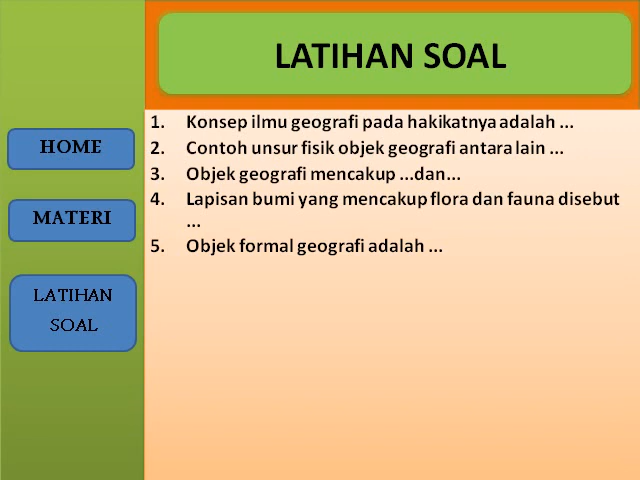 LATIHAN SOAL
HOME
MATERI
LATIHAN
SOAL
1. Konsep ilmu geografi pada hakikatnya adalah ...
2. Contoh unsur fisik objek geografi antara lain ...
3. Objek geografi mencakup ...dan...
4. Lapisan bumi yang mencakup flora dan fauna disebut
...
5. Objek formal geografi adalah ...